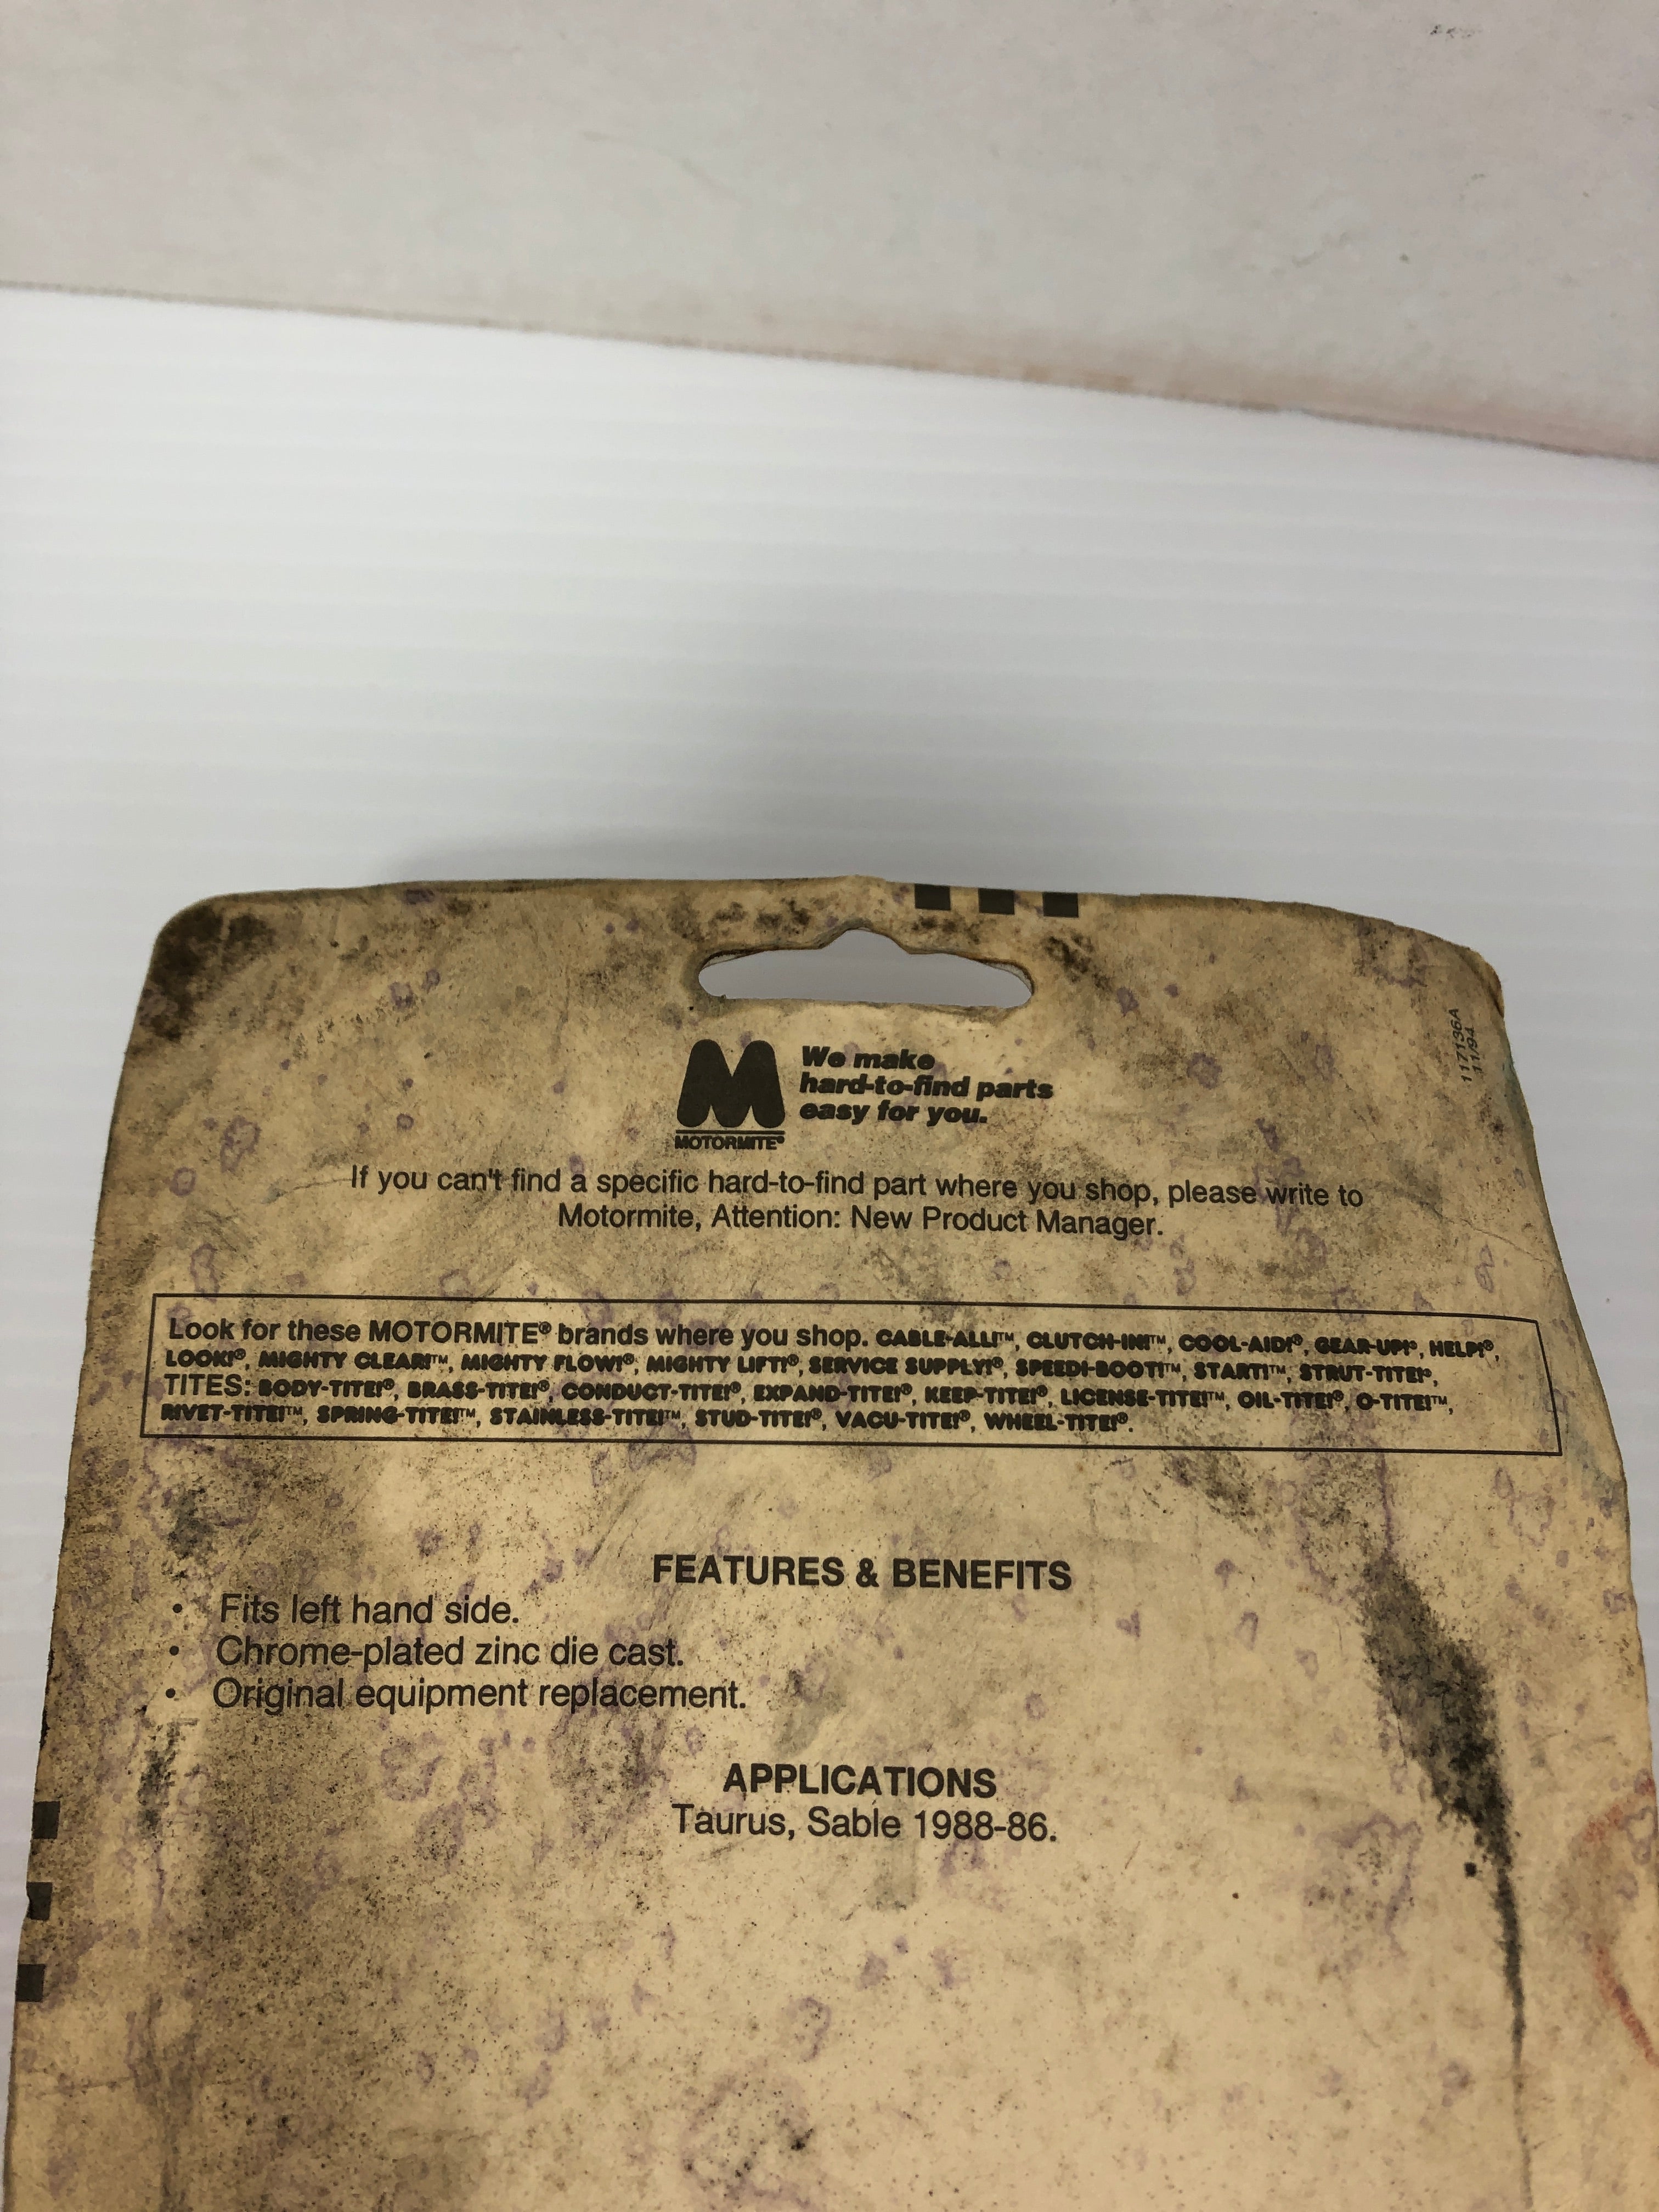 We make
hard-to-find parts
easy for you.
MOTORMITE®
117136A
11/94
If you can't find a specific hard-to-find part where you shop, please write to
Motormite, Attention: New Product Manager.
Look for these MOTORMITE® brands where you shop. CABLE-ALL!™, CLUTCH-IN!™, COOL-AID!®, GEAR-UP!®, HELP!®,
LOOK!®, MIGHTY CLEAR!™, MIGHTY FLOW!®, MIGHTY LIFT!®, SERVICE SUPPLY!®, SPEEDI-BOOT!™, START!™, STRUT-TITE!®,
TITES: BODY-TITE!®, BRASS-TITE!®, CONDUCT-TITE!®, EXPAND-TITE!®, KEEP-TITE!®, LICENSE-TITE!™, OIL-TITE!®, O-TITE!™,
RIVET-TITE!™, SPRING-TITE!™, STAINLESS-TITE!™, STUD-TITE!®, VACU-TITE!®, WHEEL-TITE!®.
FEATURES & BENEFITS
• Fits left hand side.
• Chrome-plated zinc die cast.
• Original equipment replacement.
APPLICATIONS
Taurus, Sable 1988-86.